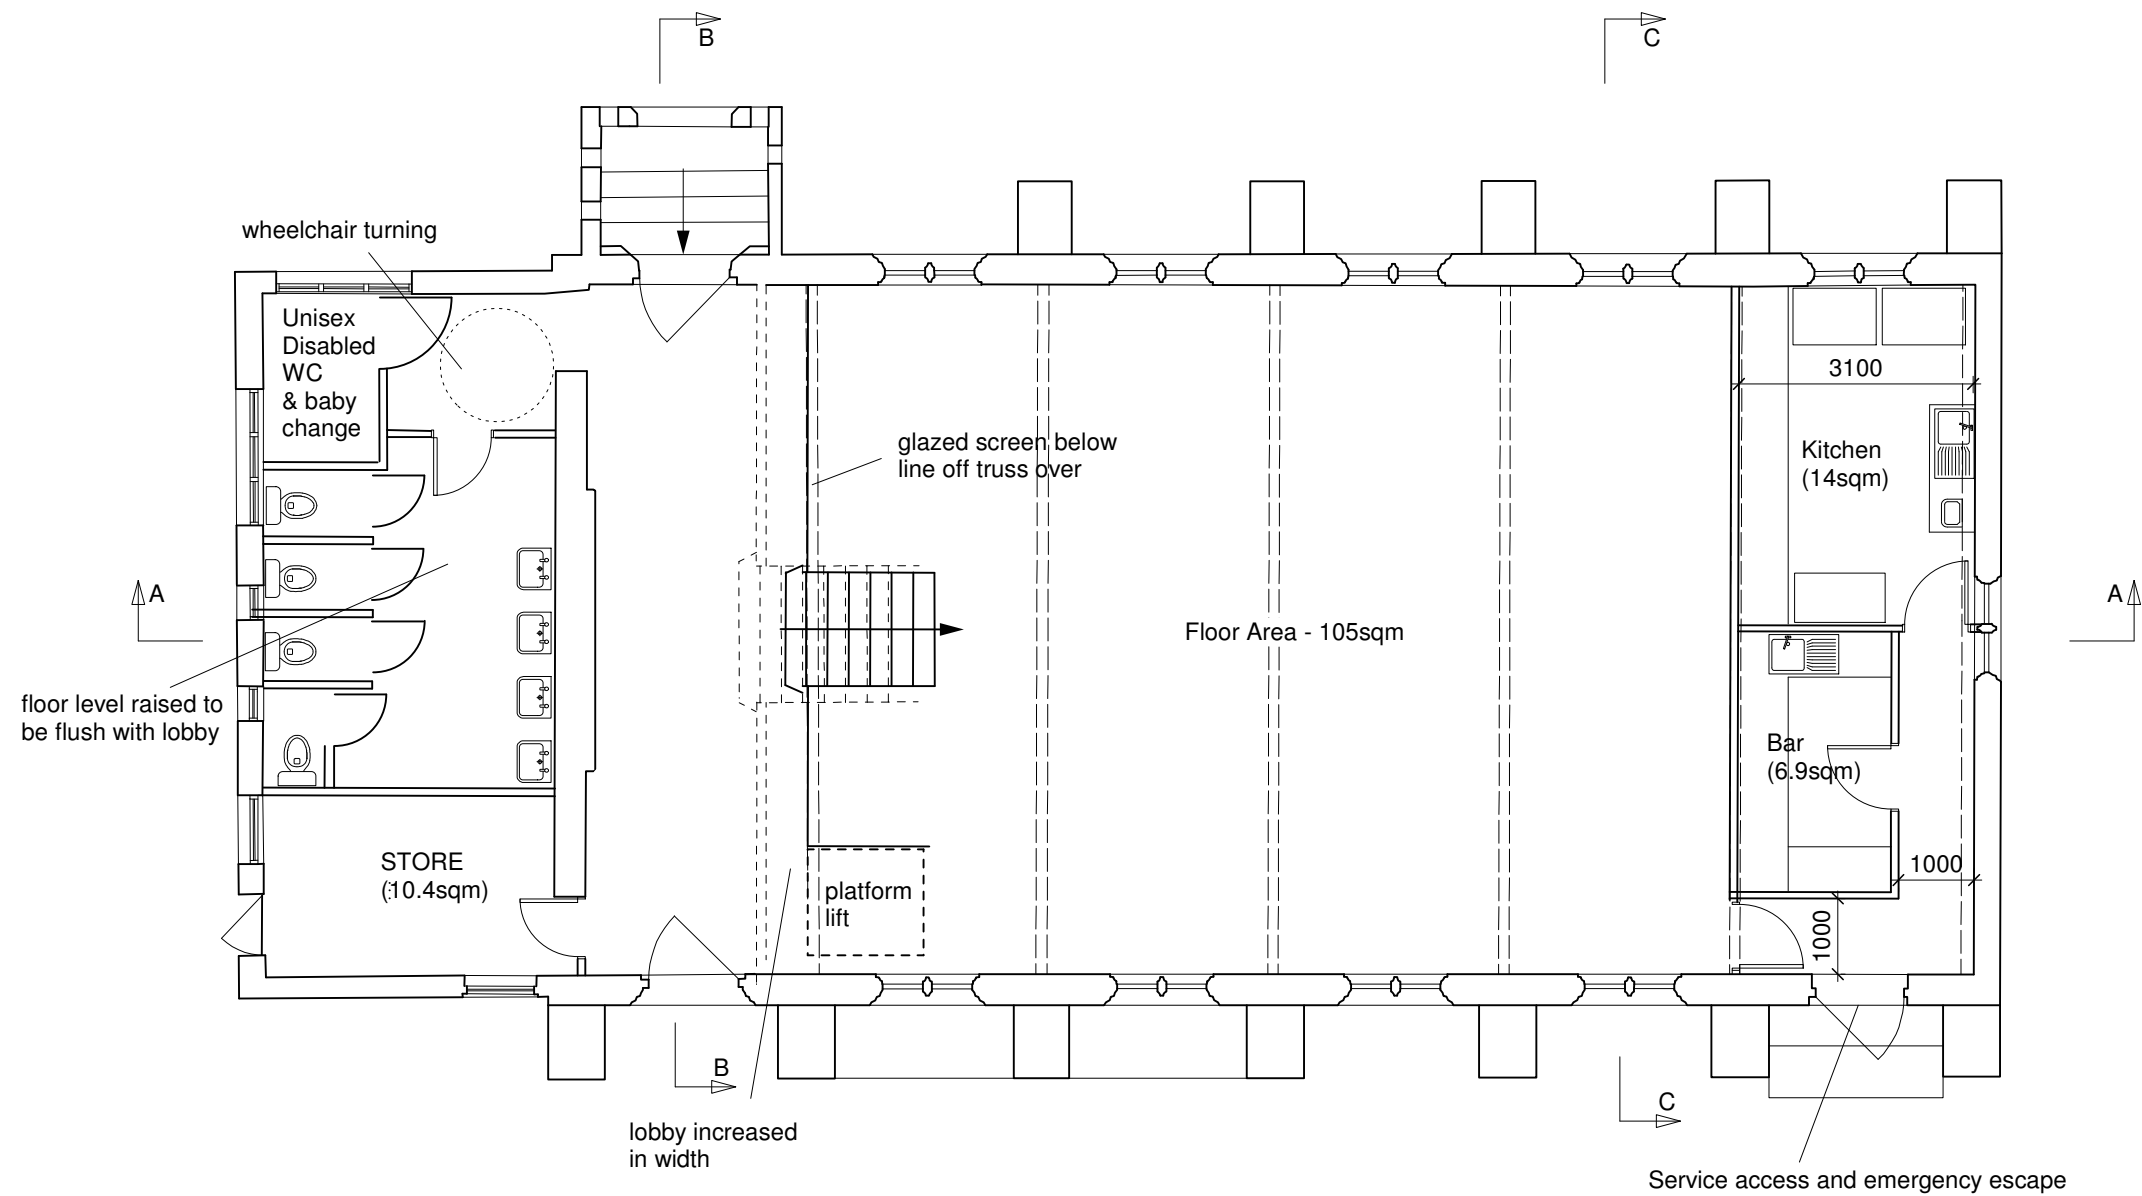 B
C
wheelchair turning
Unisex
Disabled
WC
& baby
change
3100
glazed screen below
line off truss over
Kitchen
(14sqm)
A
A
Floor Area - 105sqm
floor level raised to
be flush with lobby
Bar
(6.9sqm)
STORE
(10.4sqm)
platform
lift
1000
1000
B
C
lobby increased
in width
Service access and emergency escape